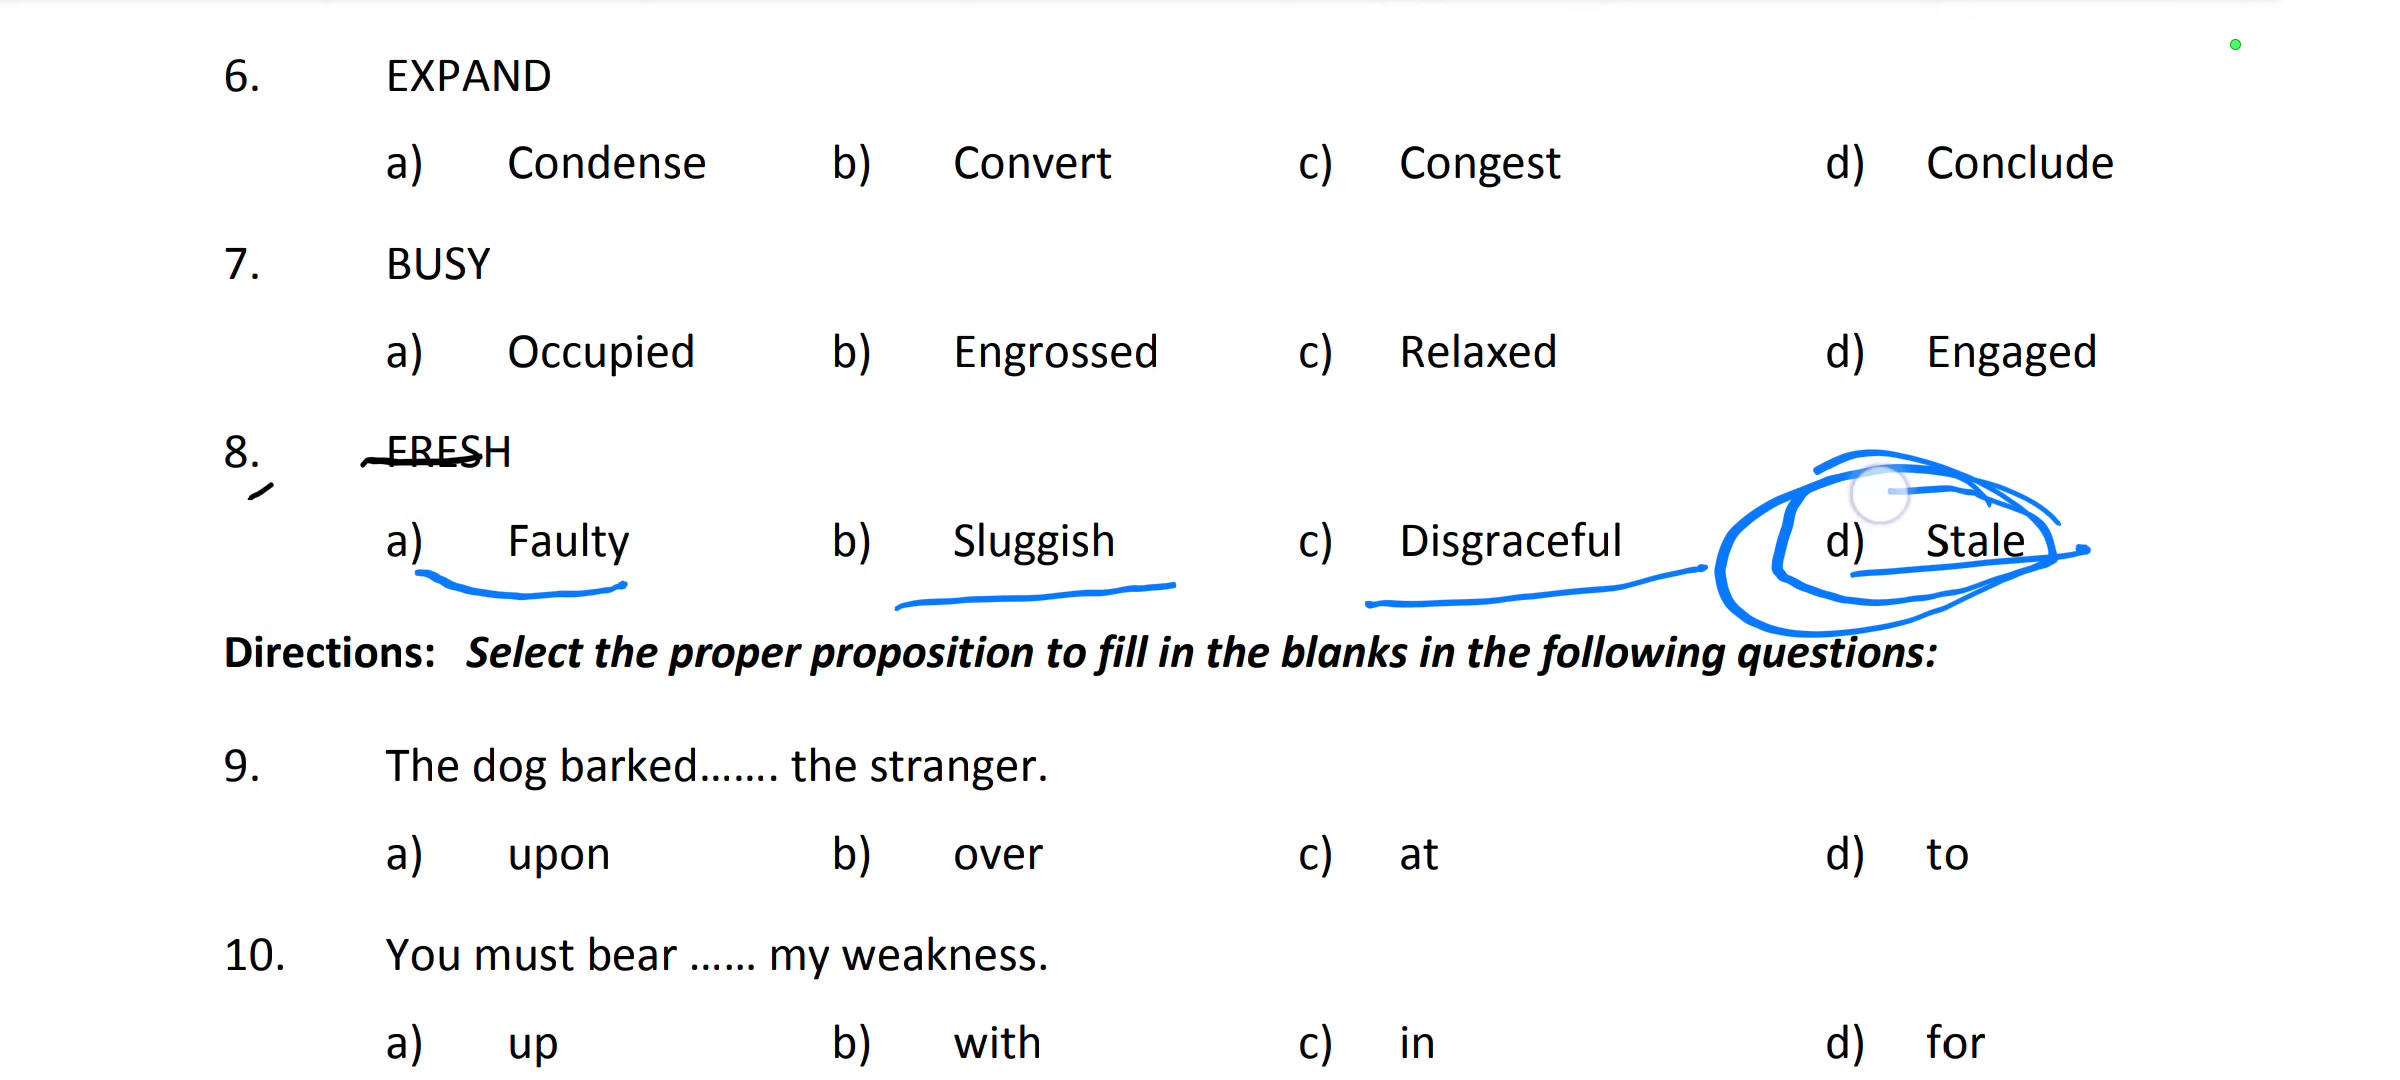 6. EXPAND
a) Condense b) Convert c) Congest d) Conclude
7. BUSY
a) Occupied b) Engrossed c) Relaxed d) Engaged
8. FRESH
a) Faulty b) Sluggish c) Disgraceful d) Stale
Directions: Select the proper proposition to fill in the blanks in the following questions:
9. The dog barked....... the stranger.
a) upon b) over c) at d) to
10. You must bear ...... my weakness.
a) up b) with c) in d) for